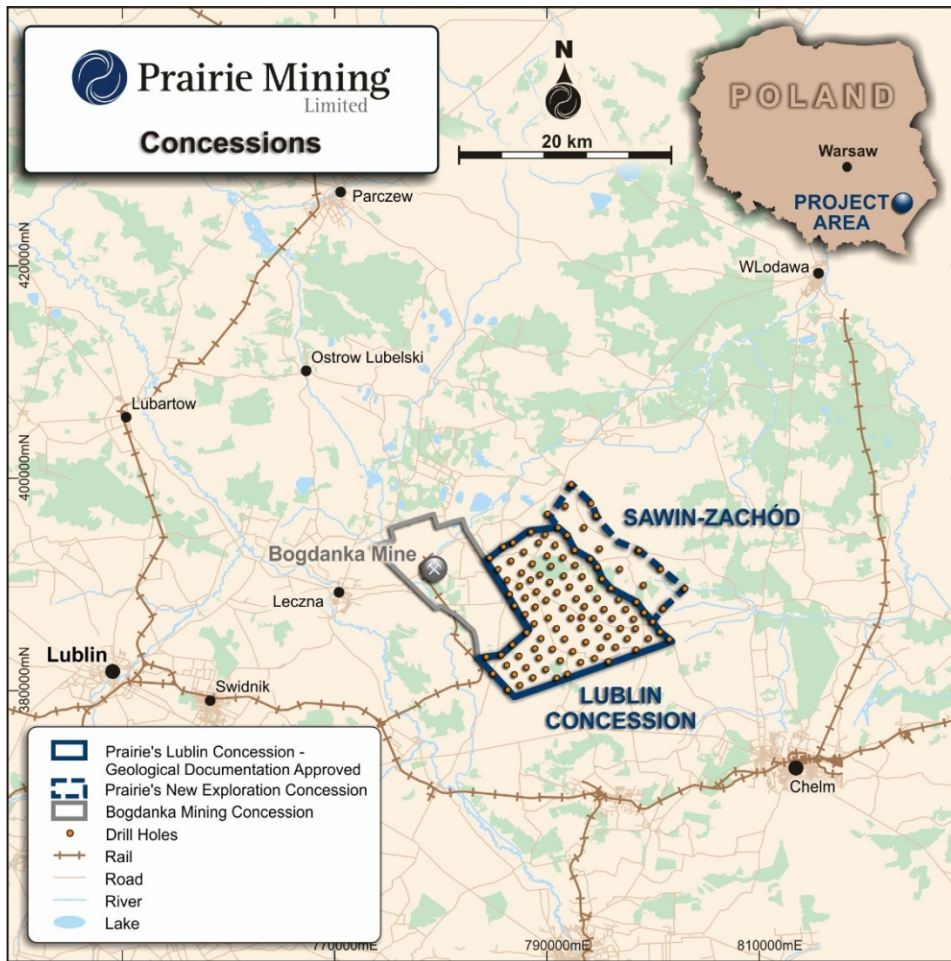 Prairie Mining
Limited
Concessions
N
20 km
POLAND
Warsaw
PROJECT
AREA
Parczew
WLodawa
420000mN
Ostrow Lubelski
Lubartow
400000mN
SAWIN-ZACHÓD
Bogdanka Mine
Leczna
Lublin
Swidnik
380000mN
LUBLIN
CONCESSION
Chelm
Prairie's Lublin Concession -
Geological Documentation Approved
Prairie's New Exploration Concession
Bogdanka Mining Concession
Drill Holes
Rail
Road
River
Lake
770000mE
790000mE
810000mE